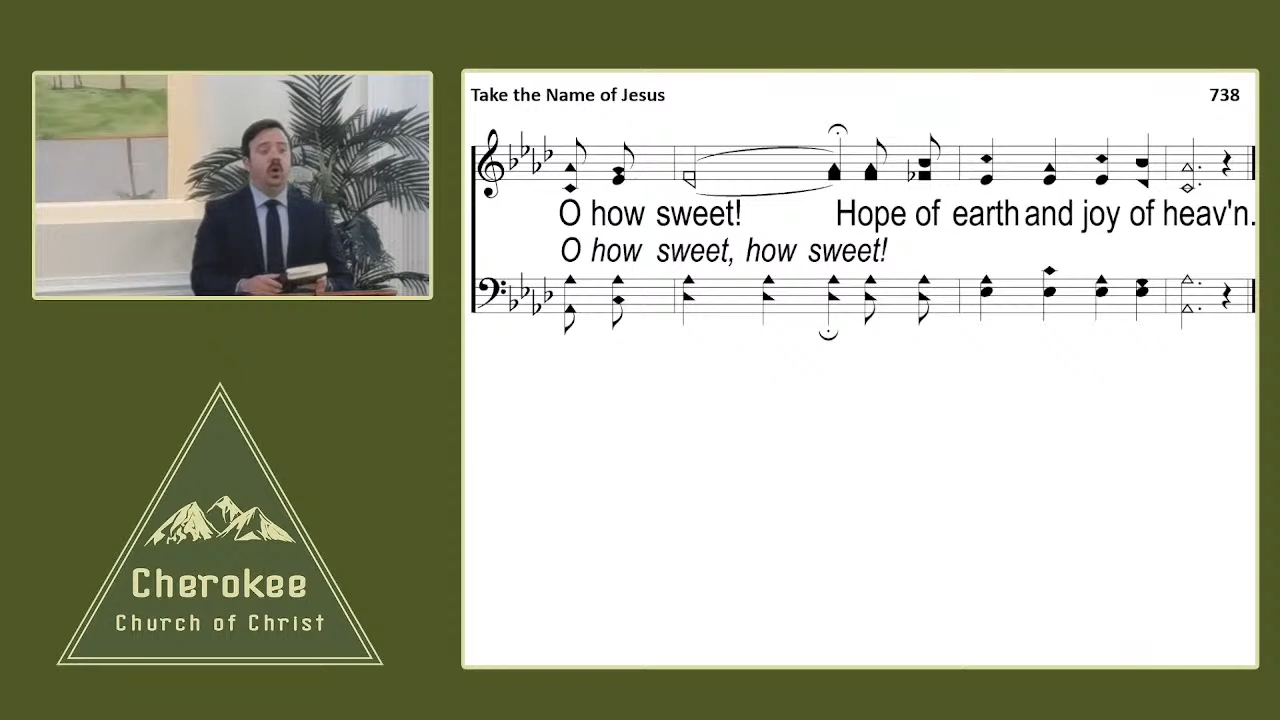 Take the Name of Jesus
738
O how sweet! Hope of earth and joy of heav'n.
O how sweet, how sweet!
Cherokee
Church of Christ